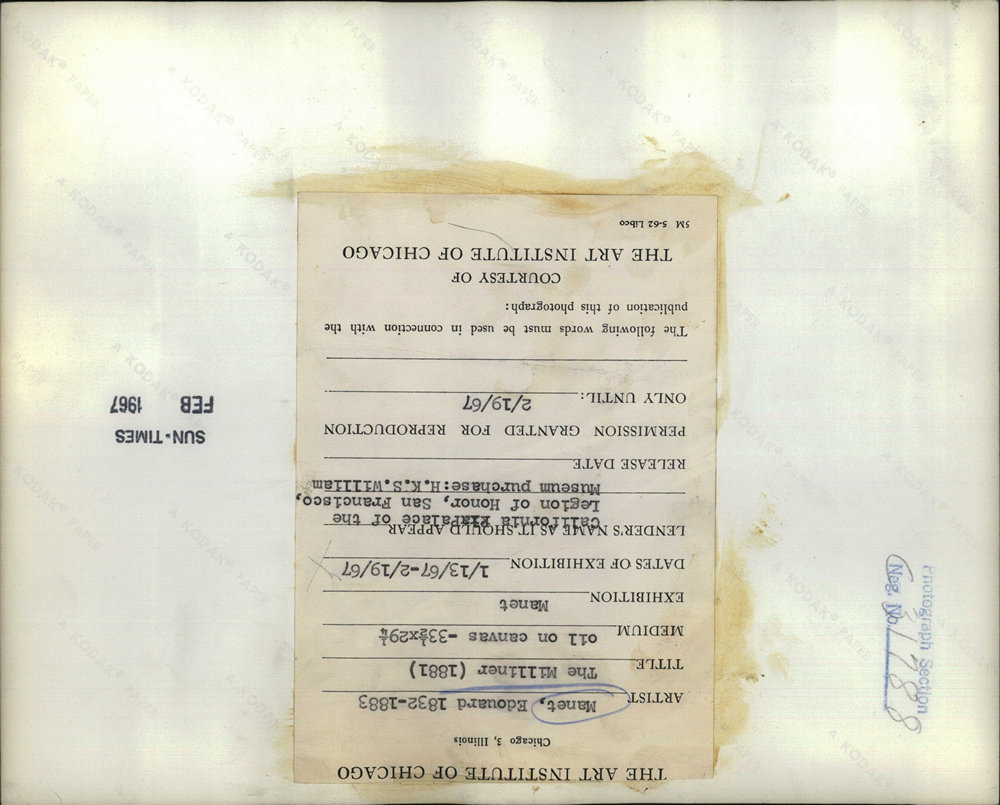 THE ART INSTITUTE OF CHICAGO
Chicago 3, Illinois
ARTIST Manet, Edouard 1832-1883
TITLE The Milliner (1881)
MEDIUM oil on canvas -33½x29¼
EXHIBITION Manet
DATES OF EXHIBITION 1/13/67-2/19/67
LENDER'S NAME AS IT SHOULD APPEAR
California Palace of the
Legion of Honor, San Francisco,
Museum purchase:H.K.S.William
RELEASE DATE
PERMISSION GRANTED FOR REPRODUCTION
ONLY UNTIL: 2/19/67
The following words must be used in connection with the
publication of this photograph:
COURTESY OF
THE ART INSTITUTE OF CHICAGO
5M 5-62 Libco
SUN-TIMES
FEB 1967
Photograph Section
Neg. No. 31788
A KODAK® PAPER